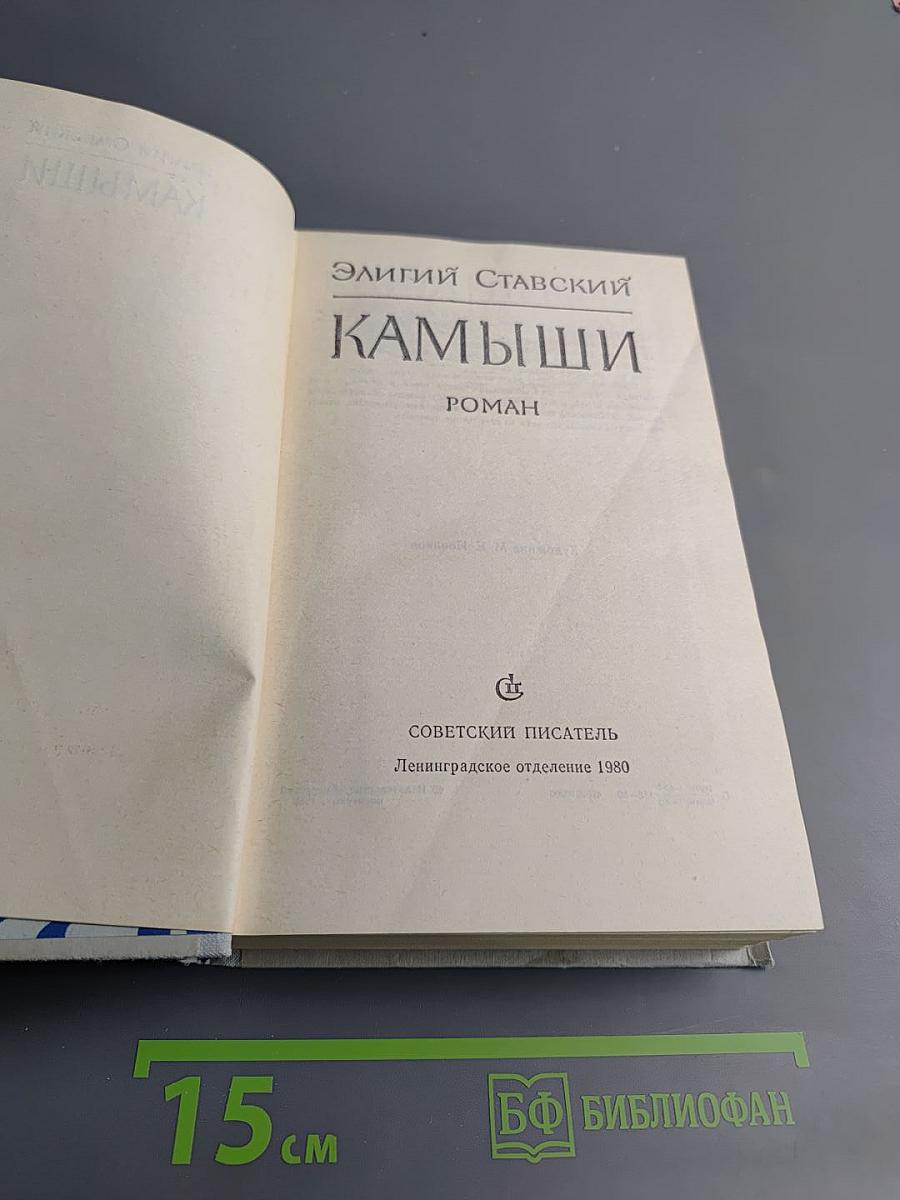 Элигий Ставский
КАМЫШИ
РОМАН
СОВЕТСКИЙ ПИСАТЕЛЬ
Ленинградское отделение 1980
15 см
БФ БИБЛИОФАН